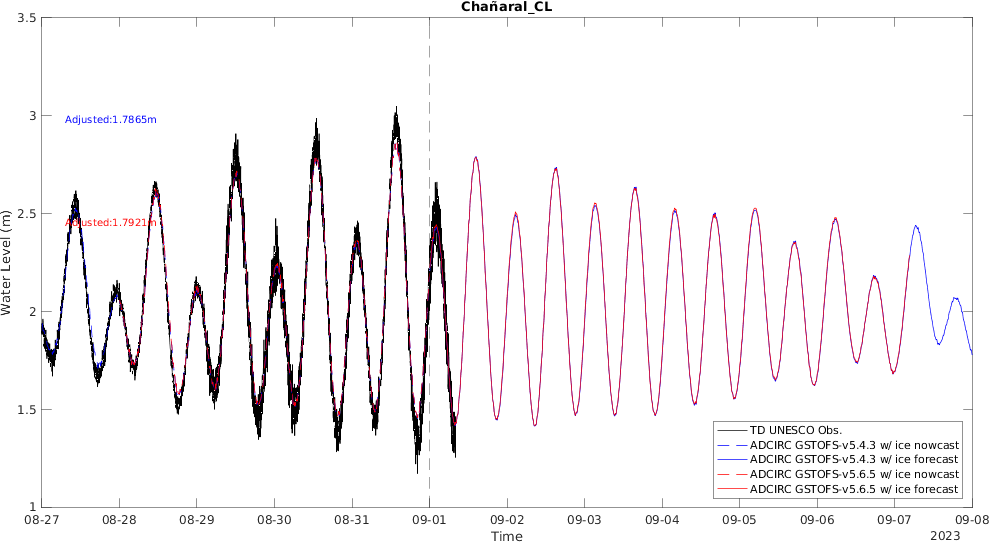 Chañaral_CL
3.5
3
2.5
2
1.5
1
Water Level (m)
Adjusted:1.7865m
Adjusted:1.7921m
TD UNESCO Obs.
ADCIRC GSTOFS-v5.4.3 w/ ice nowcast
ADCIRC GSTOFS-v5.4.3 w/ ice forecast
ADCIRC GSTOFS-v5.6.5 w/ ice nowcast
ADCIRC GSTOFS-v5.6.5 w/ ice forecast
08-27 08-28 08-29 08-30 08-31 09-01 09-02 09-03 09-04 09-05 09-06 09-07 09-08
Time
2023